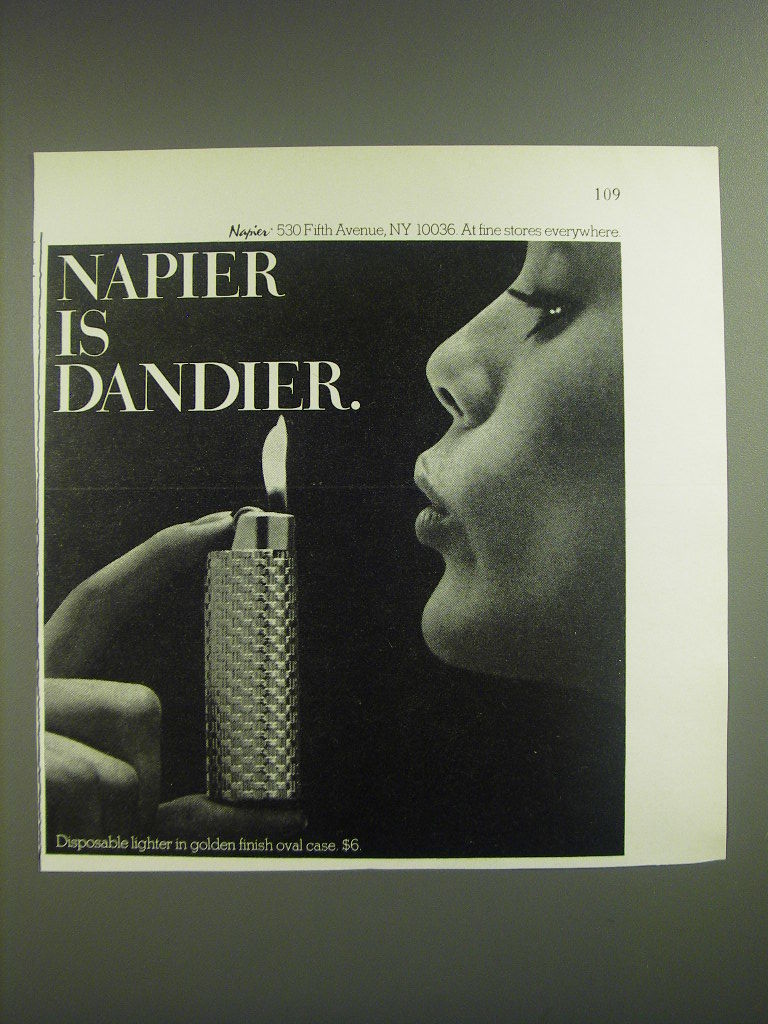 109
Napier· 530 Fifth Avenue, NY 10036. At fine stores everywhere.
NAPIER
IS
DANDIER.
Disposable lighter in golden finish oval case. $6.